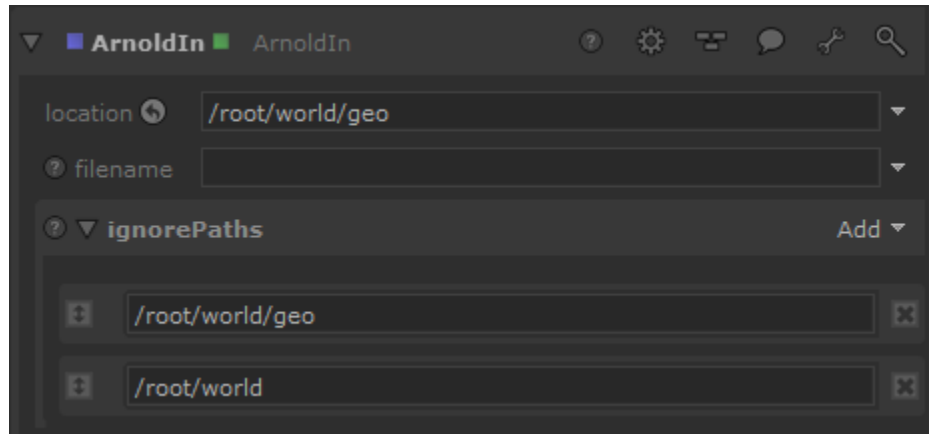 ArnoldIn ArnoldIn
location /root/world/geo
filename
ignorePaths Add
/root/world/geo
/root/world